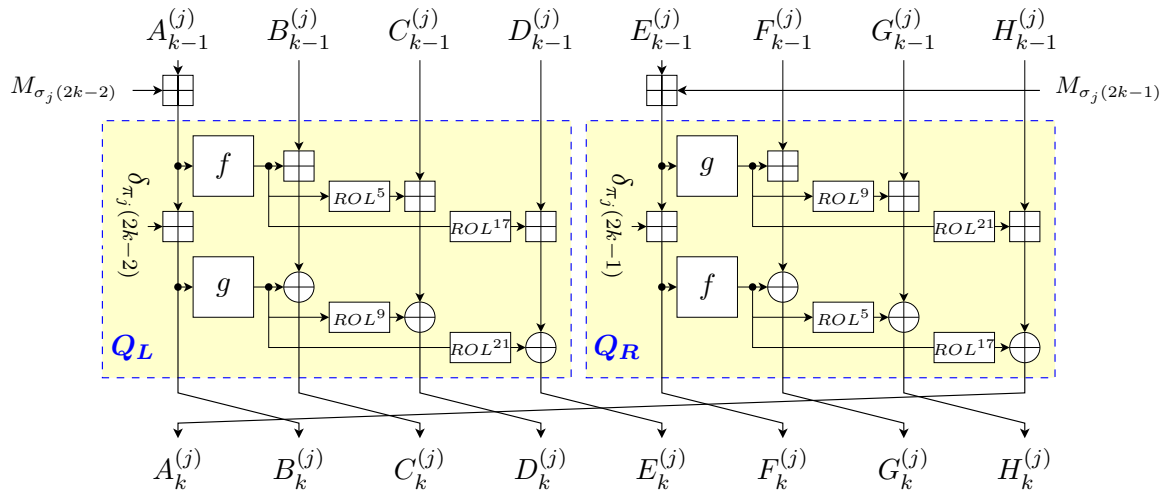 A_{k-1}^{(j)} B_{k-1}^{(j)} C_{k-1}^{(j)} D_{k-1}^{(j)} E_{k-1}^{(j)} F_{k-1}^{(j)} G_{k-1}^{(j)} H_{k-1}^{(j)}
M_{σ_j(2k−2)} M_{σ_j(2k−1)}
f g
ROL^5 ROL^9
δ_{π_j(2k−2)} ROL^{17} δ_{π_j(2k−1)} ROL^{21}
g f
ROL^9 ROL^5
Q_L ROL^{21} Q_R ROL^{17}
A_k^{(j)} B_k^{(j)} C_k^{(j)} D_k^{(j)} E_k^{(j)} F_k^{(j)} G_k^{(j)} H_k^{(j)}